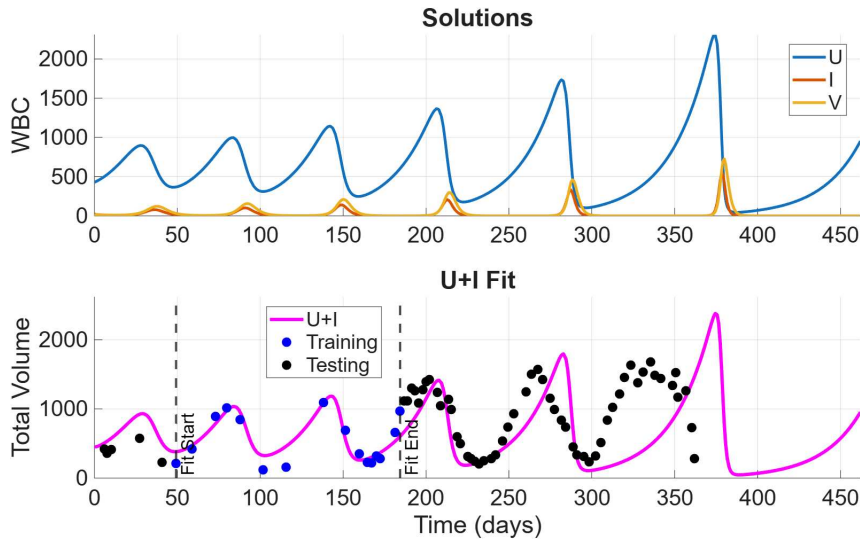 Solutions
WBC
2000
1500
1000
500
0
U
I
V
0 50 100 150 200 250 300 350 400 450
U+I Fit
Total Volume
2000
1000
0
U+I
Training
Testing
Fit Start
Fit End
0 50 100 150 200 250 300 350 400 450
Time (days)